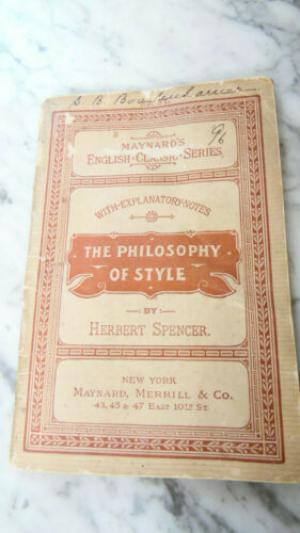 S B
96
MAYNARD'S
ENGLISH·CLASSIC·SERIES
WITH·EXPLANATORY·NOTES
THE PHILOSOPHY
OF STYLE
BY
HERBERT SPENCER.
NEW YORK
MAYNARD, MERRILL & CO.
43, 45 & 47 EAST 10TH ST